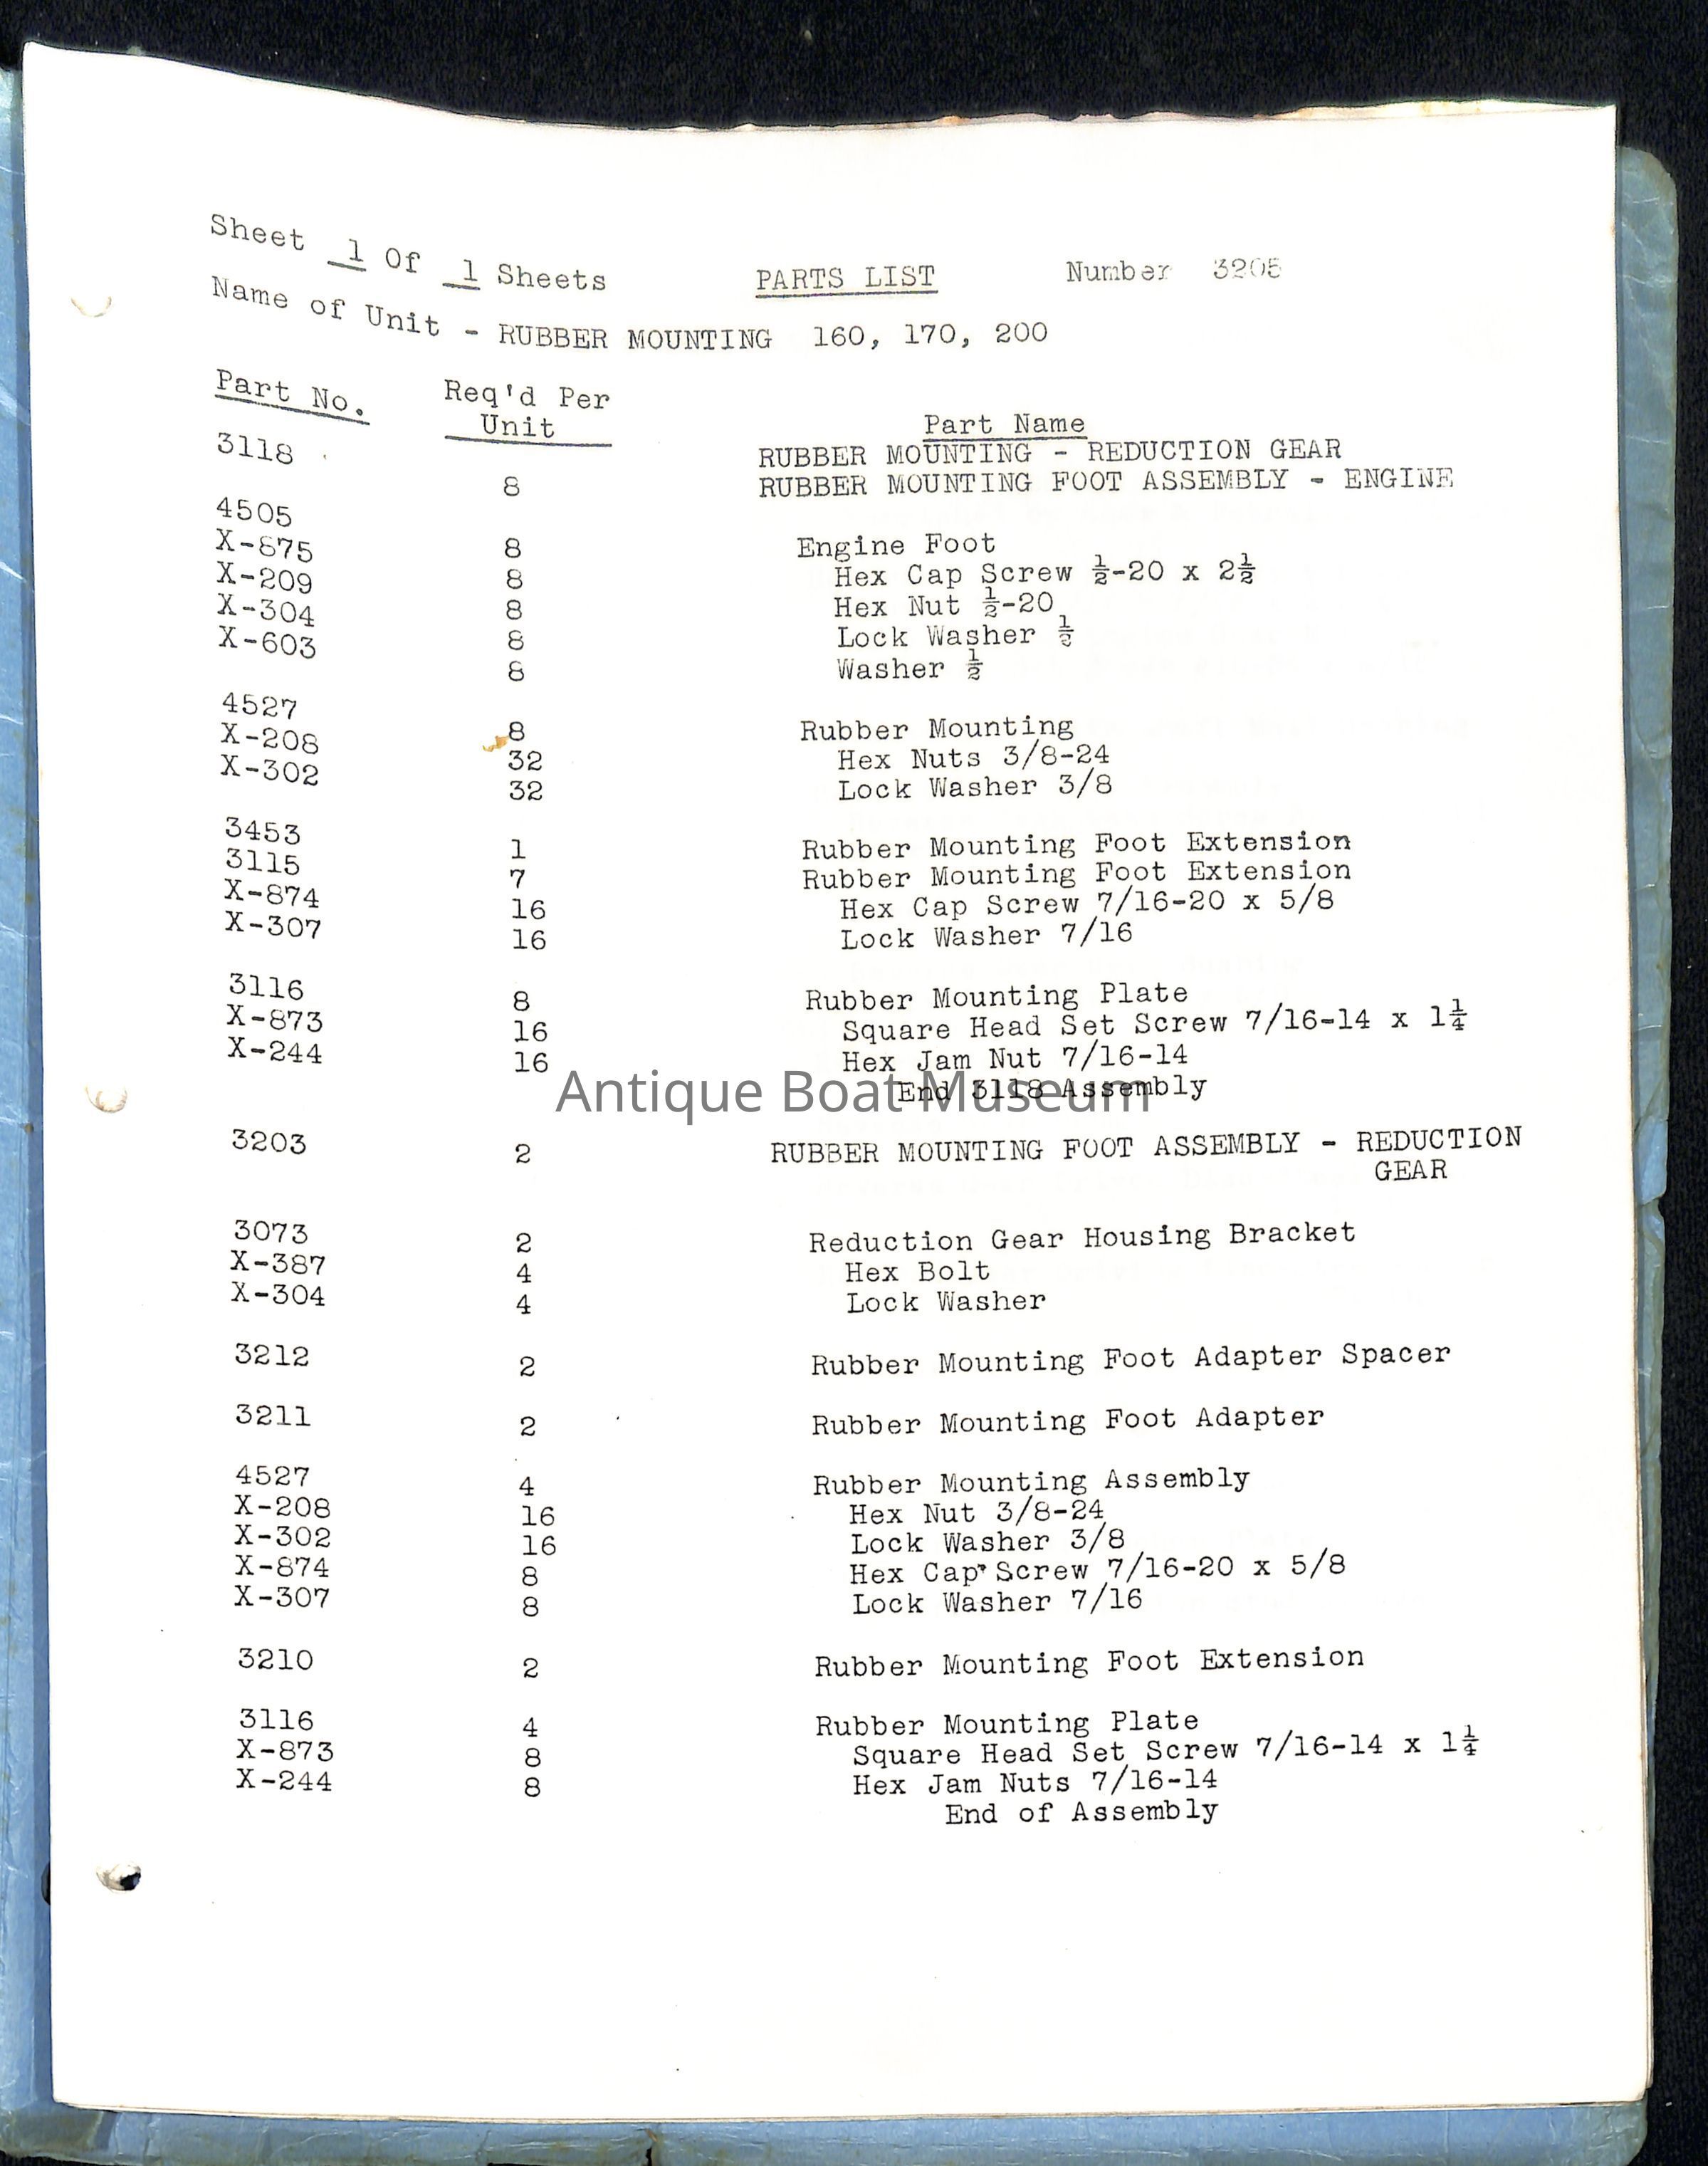 Sheet 1 Of 1 Sheets PARTS LIST Number 3205
Name of Unit - RUBBER MOUNTING 160, 170, 200
Part No. Req'd Per Unit Part Name
RUBBER MOUNTING - REDUCTION GEAR
3118 8 RUBBER MOUNTING FOOT ASSEMBLY - ENGINE
4505 8 Engine Foot
X-875 8 Hex Cap Screw ½-20 x 2½
X-209 8 Hex Nut ½-20
X-304 8 Lock Washer ½
X-603 8 Washer ½
4527 8 Rubber Mounting
X-208 32 Hex Nuts 3/8-24
X-302 32 Lock Washer 3/8
3453 1 Rubber Mounting Foot Extension
3115 7 Rubber Mounting Foot Extension
X-874 16 Hex Cap Screw 7/16-20 x 5/8
X-307 16 Lock Washer 7/16
3116 8 Rubber Mounting Plate
X-873 16 Square Head Set Screw 7/16-14 x 1¼
X-244 16 Hex Jam Nut 7/16-14
End 3118 Assembly
Antique Boat Museum
3203 2 RUBBER MOUNTING FOOT ASSEMBLY - REDUCTION
GEAR
3073 2 Reduction Gear Housing Bracket
X-387 4 Hex Bolt
X-304 4 Lock Washer
3212 2 Rubber Mounting Foot Adapter Spacer
3211 2 Rubber Mounting Foot Adapter
4527 4 Rubber Mounting Assembly
X-208 16 Hex Nut 3/8-24
X-302 16 Lock Washer 3/8
X-874 8 Hex Cap Screw 7/16-20 x 5/8
X-307 8 Lock Washer 7/16
3210 2 Rubber Mounting Foot Extension
3116 4 Rubber Mounting Plate
X-873 8 Square Head Set Screw 7/16-14 x 1¼
X-244 8 Hex Jam Nuts 7/16-14
End of Assembly